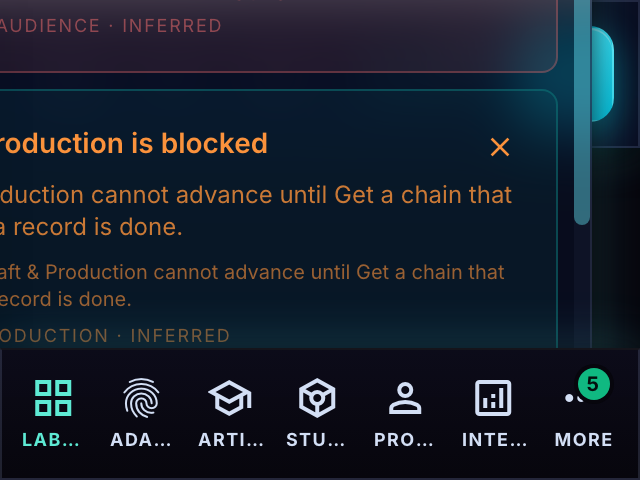 AUDIENCE · INFERRED
roduction is blocked
duction cannot advance until Get a chain that
a record is done.
aft & Production cannot advance until Get a chain that
record is done.
ODUCTION · INFERRED
5
LAB... ADA... ARTI... STU... PRO... INTE... MORE